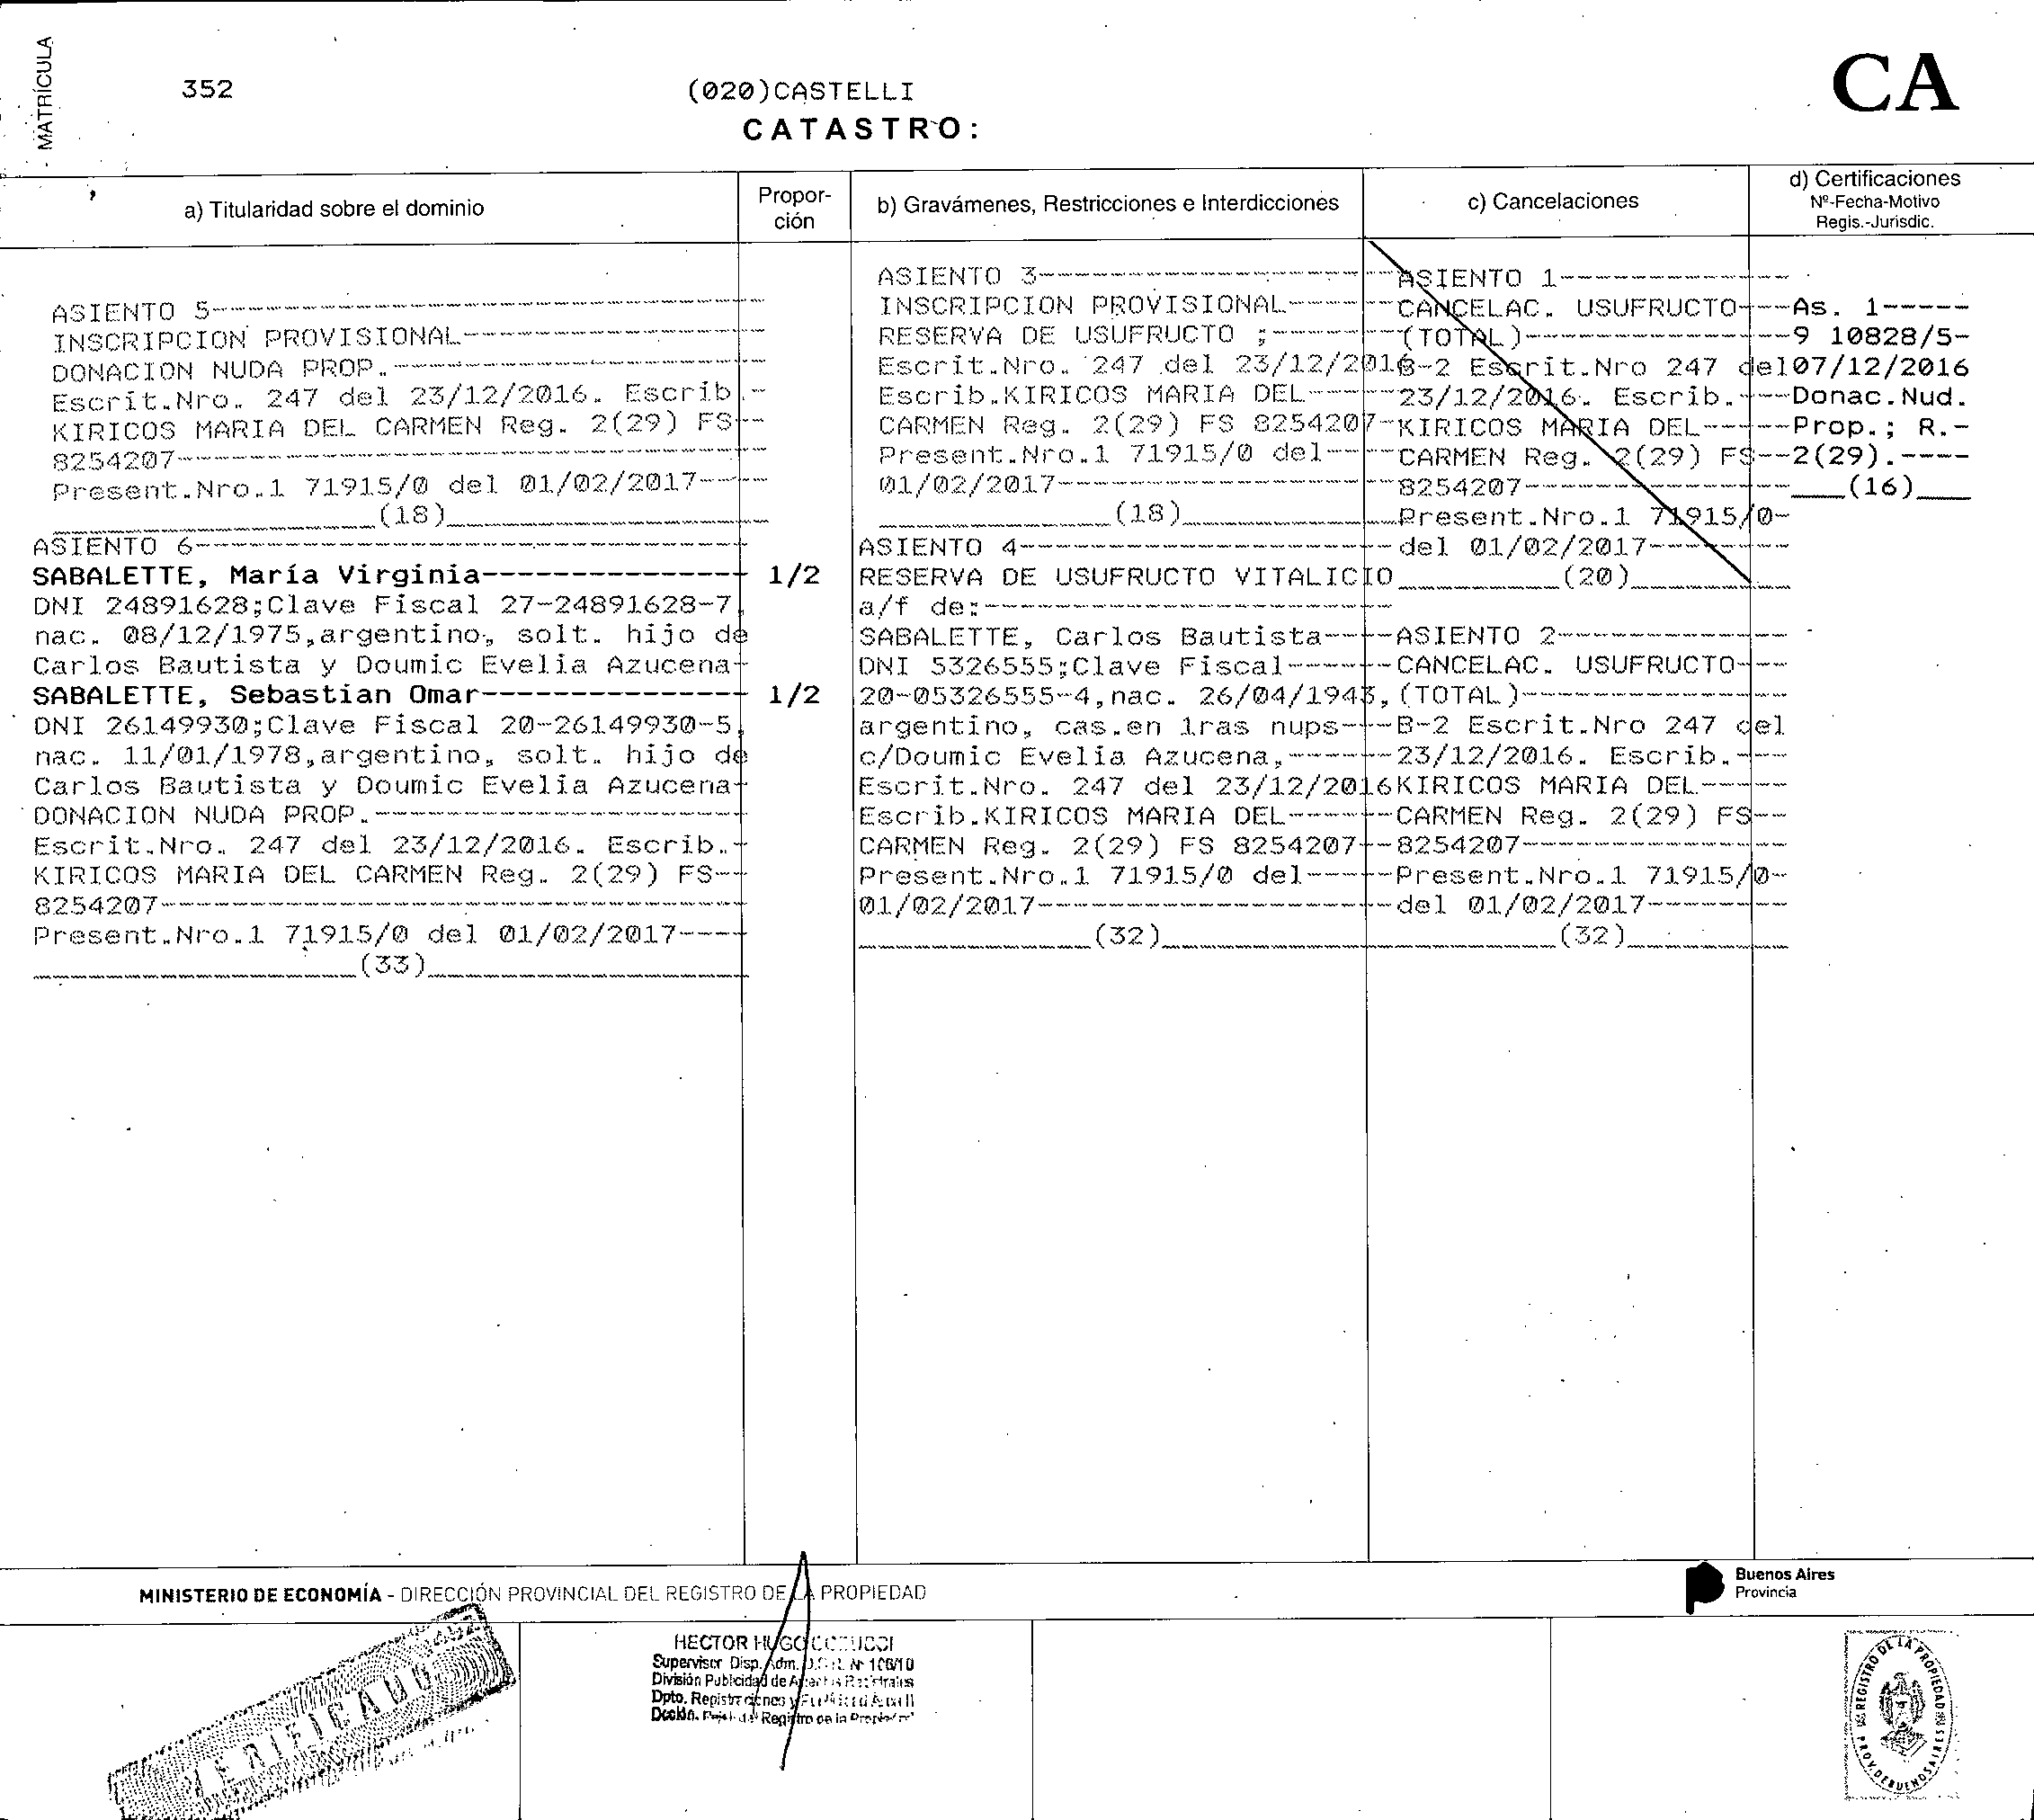 MATRÍCULA
352
(020)CASTELLI
CATASTRO:
CA
a) Titularidad sobre el dominio
Propor-
ción
b) Gravámenes, Restricciones e Interdicciones
c) Cancelaciones
d) Certificaciones
Nº-Fecha-Motivo
Regis.-Jurisdic.
ASIENTO 5
INSCRIPCION PROVISIONAL
DONACION NUDA PROP.
Escrit.Nro. 247 del 23/12/2016. Escrib.-
KIRICOS MARIA DEL CARMEN Reg. 2(29) FS--
8254207
Present.Nro.1 71915/0 del 01/02/2017----
(18)
ASIENTO 6
SABALETTE, María Virginia
1/2
DNI 24891628;Clave Fiscal 27-24891628-7,
nac. 08/12/1975,argentino, solt. hijo de
Carlos Bautista y Doumic Evelia Azucena-
SABALETTE, Sebastian Omar
1/2
DNI 26149930;Clave Fiscal 20-26149930-5,
nac. 11/01/1978,argentino, solt. hijo de
Carlos Bautista y Doumic Evelia Azucena-
DONACION NUDA PROP.
Escrit.Nro. 247 del 23/12/2016. Escrib.-
KIRICOS MARIA DEL CARMEN Reg. 2(29) FS--
8254207
Present.Nro.1 71915/0 del 01/02/2017----
(33)
ASIENTO 3
INSCRIPCION PROVISIONAL
RESERVA DE USUFRUCTO ;
Escrit.Nro. 247 del 23/12/2016
Escrib.KIRICOS MARIA DEL
CARMEN Reg. 2(29) FS 8254207-
Present.Nro.1 71915/0 del
01/02/2017
(18)
ASIENTO 4
RESERVA DE USUFRUCTO VITALICIO
a/f de:
SABALETTE, Carlos Bautista
DNI 5326555;Clave Fiscal
20-05326555-4,nac. 26/04/1943,
argentino, cas.en 1ras nups
c/Doumic Evelia Azucena,
Escrit.Nro. 247 del 23/12/2016
Escrib.KIRICOS MARIA DEL
CARMEN Reg. 2(29) FS 8254207
Present.Nro.1 71915/0 del
01/02/2017
(32)
ASIENTO 1
CANCELAC. USUFRUCTO
(TOTAL)
B-2 Escrit.Nro 247 del
23/12/2016. Escrib.
KIRICOS MARIA DEL
CARMEN Reg. 2(29) FS
8254207
Present.Nro.1 71915/0-
del 01/02/2017
(20)
ASIENTO 2
CANCELAC. USUFRUCTO
(TOTAL)
B-2 Escrit.Nro 247 del
23/12/2016. Escrib.
KIRICOS MARIA DEL
CARMEN Reg. 2(29) FS--
8254207
Present.Nro.1 71915/0-
del 01/02/2017
(32)
As. 1-----
9 10828/5-
07/12/2016
Donac.Nud.
Prop.; R.-
2(29).----
(16)
MINISTERIO DE ECONOMÍA - DIRECCIÓN PROVINCIAL DEL REGISTRO DE LA PROPIEDAD
Buenos Aires
Provincia
VERIFICADO
HECTOR HUGO
Supervisor Disp. Adm.
División Publicidad de
Dpto.
Registro de la
REGISTRO DE LA PROPIEDAD
PROV. DE BUENOS AIRES